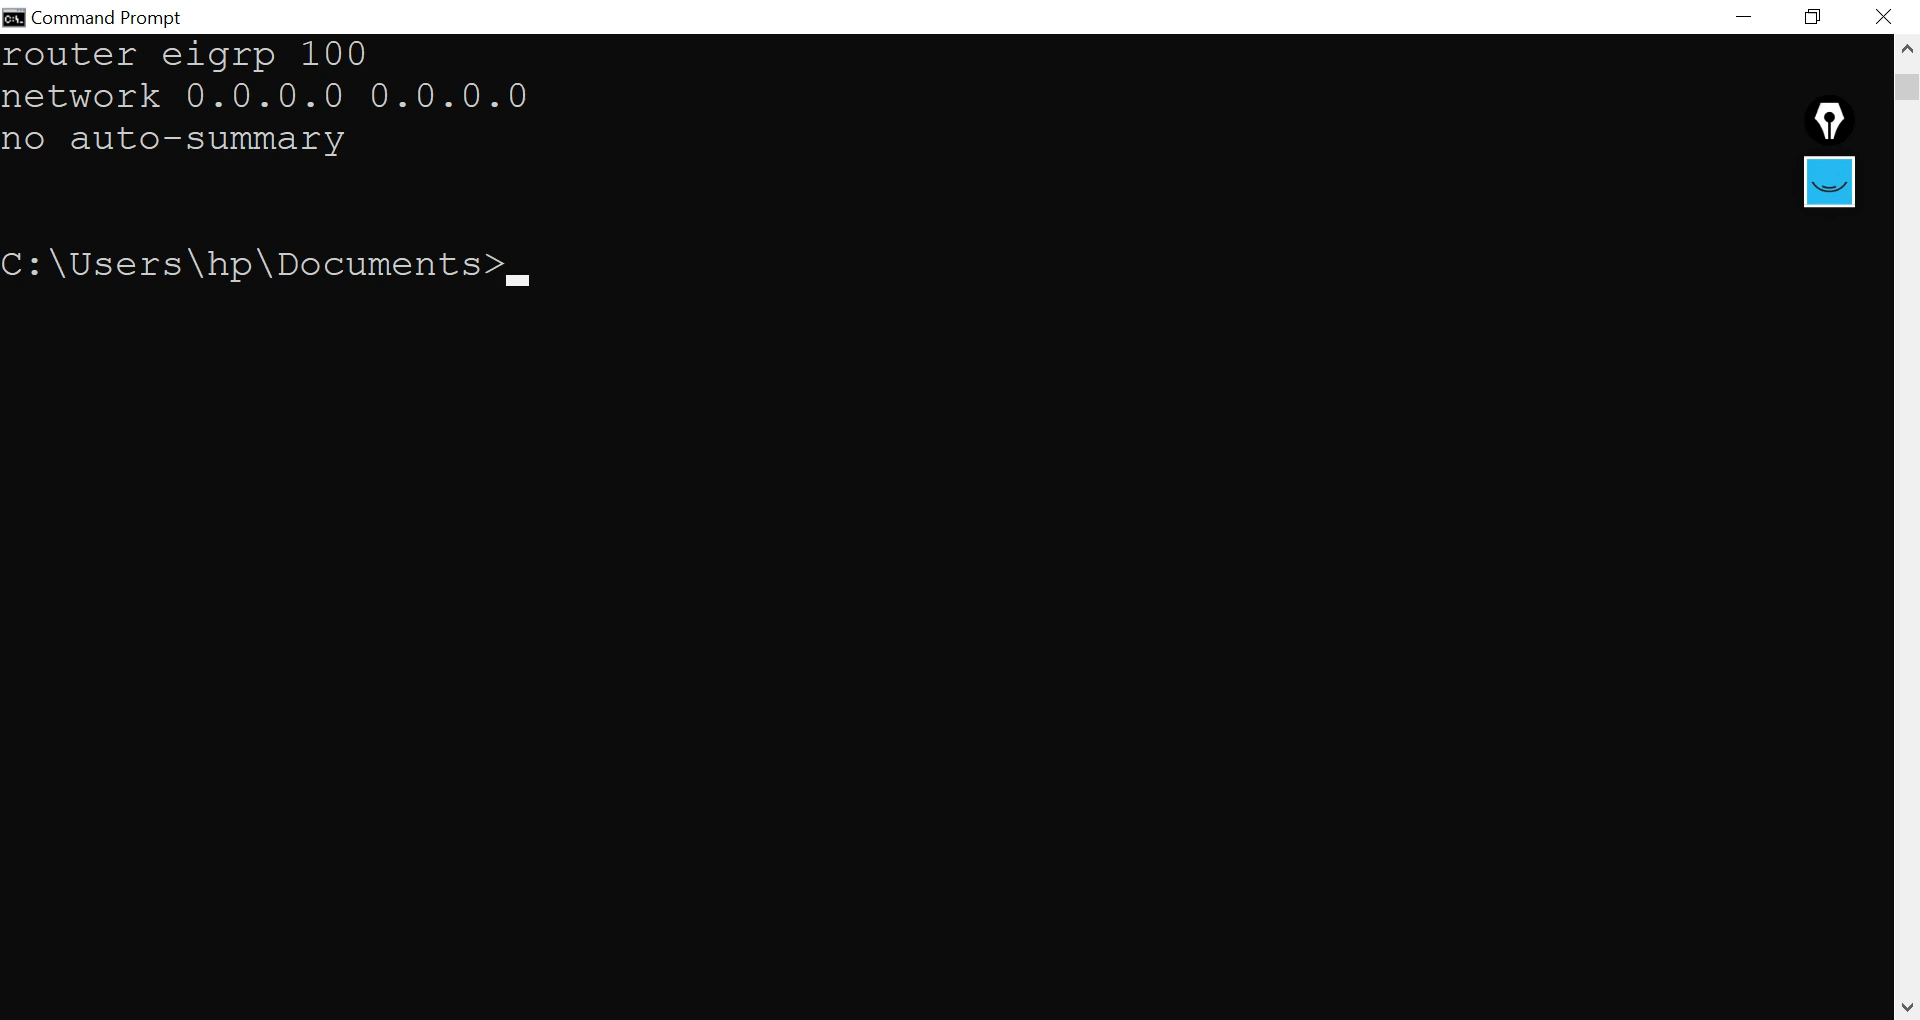 Command Prompt
router eigrp 100
network 0.0.0.0 0.0.0.0
no auto-summary
C:\Users\hp\Documents>